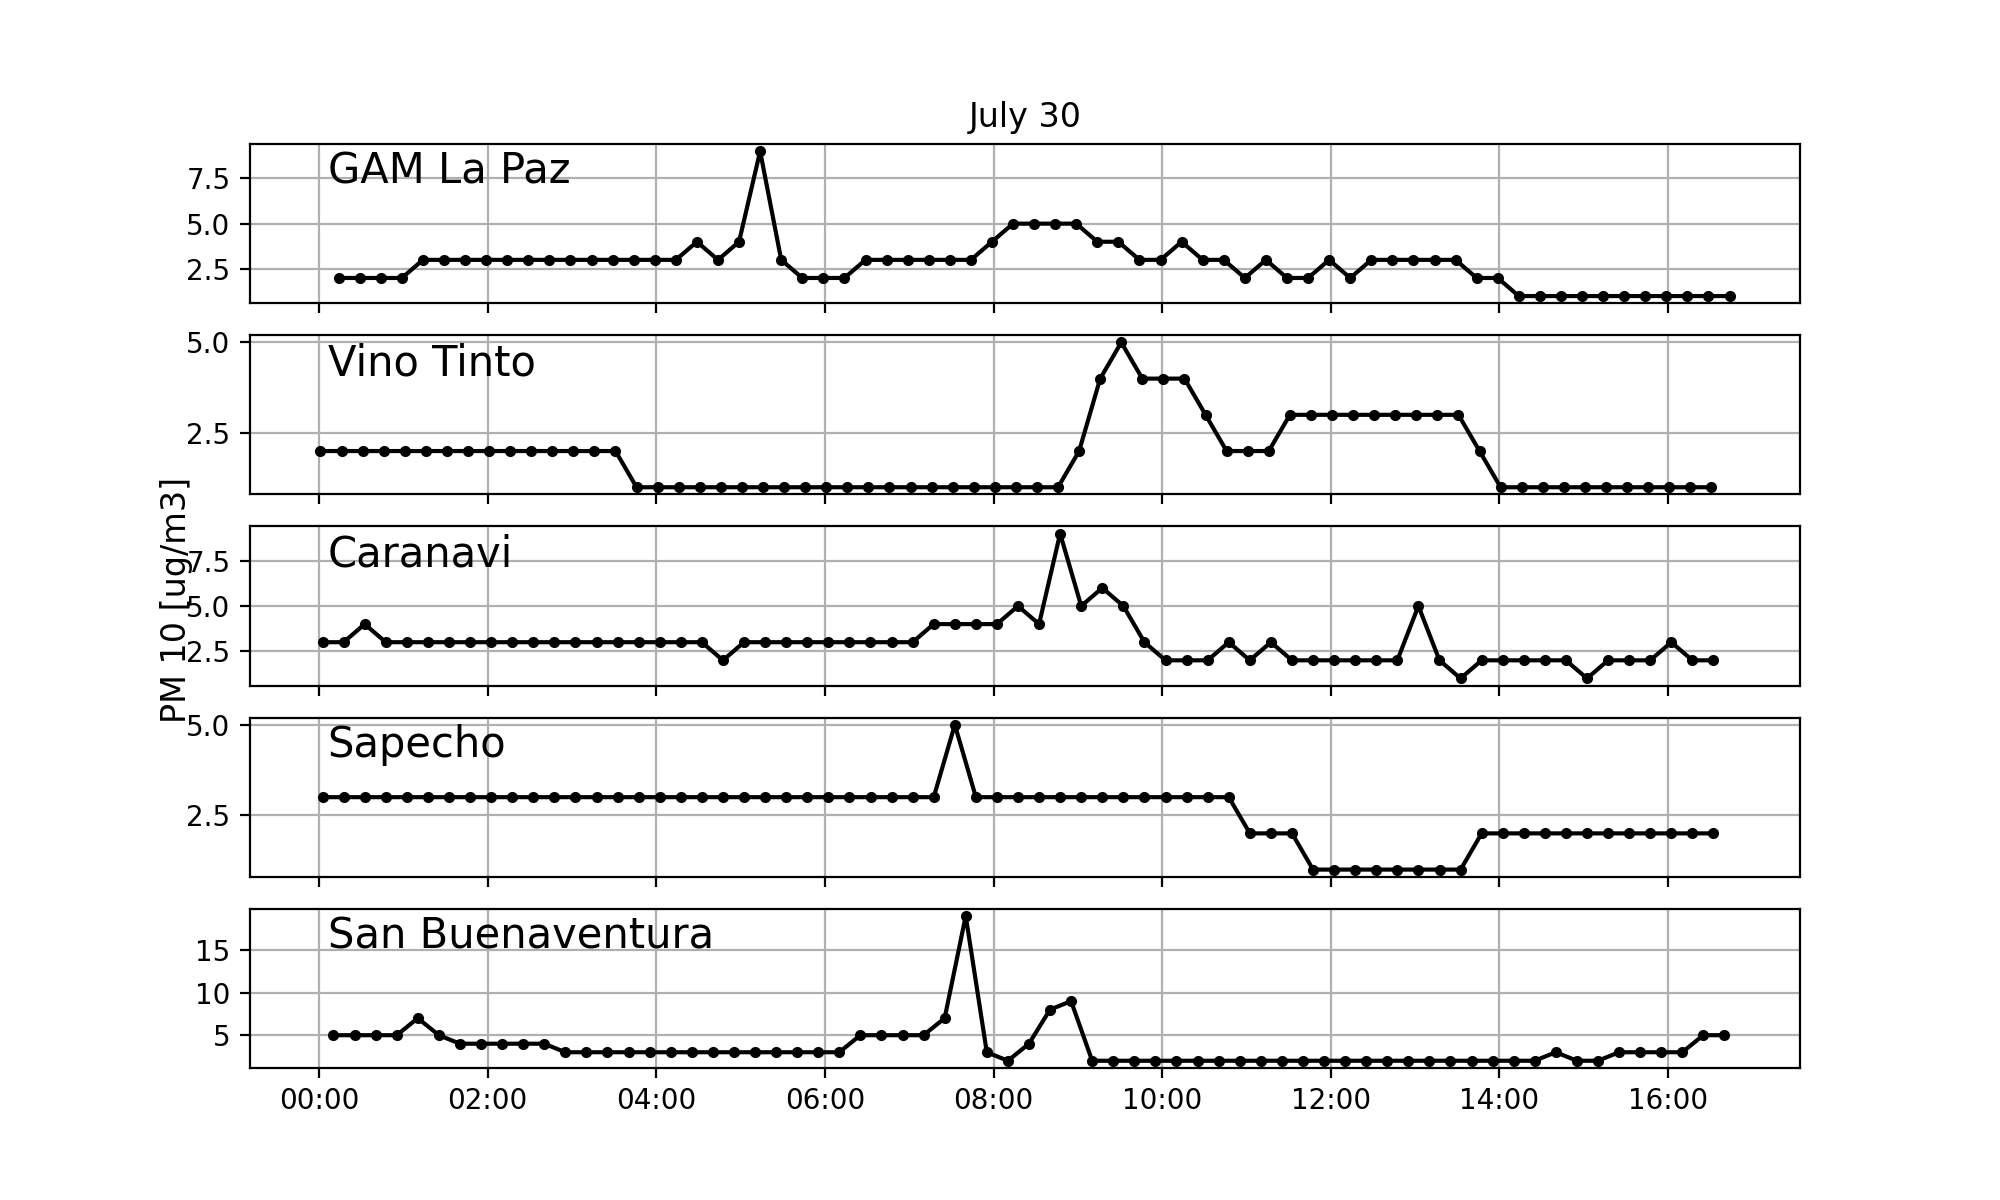 July 30
GAM La Paz
7.5
5.0
2.5
Vino Tinto
5.0
2.5
PM 10 [ug/m3]
Caranavi
7.5
5.0
2.5
Sapecho
5.0
2.5
San Buenaventura
15
10
5
00:00 02:00 04:00 06:00 08:00 10:00 12:00 14:00 16:00